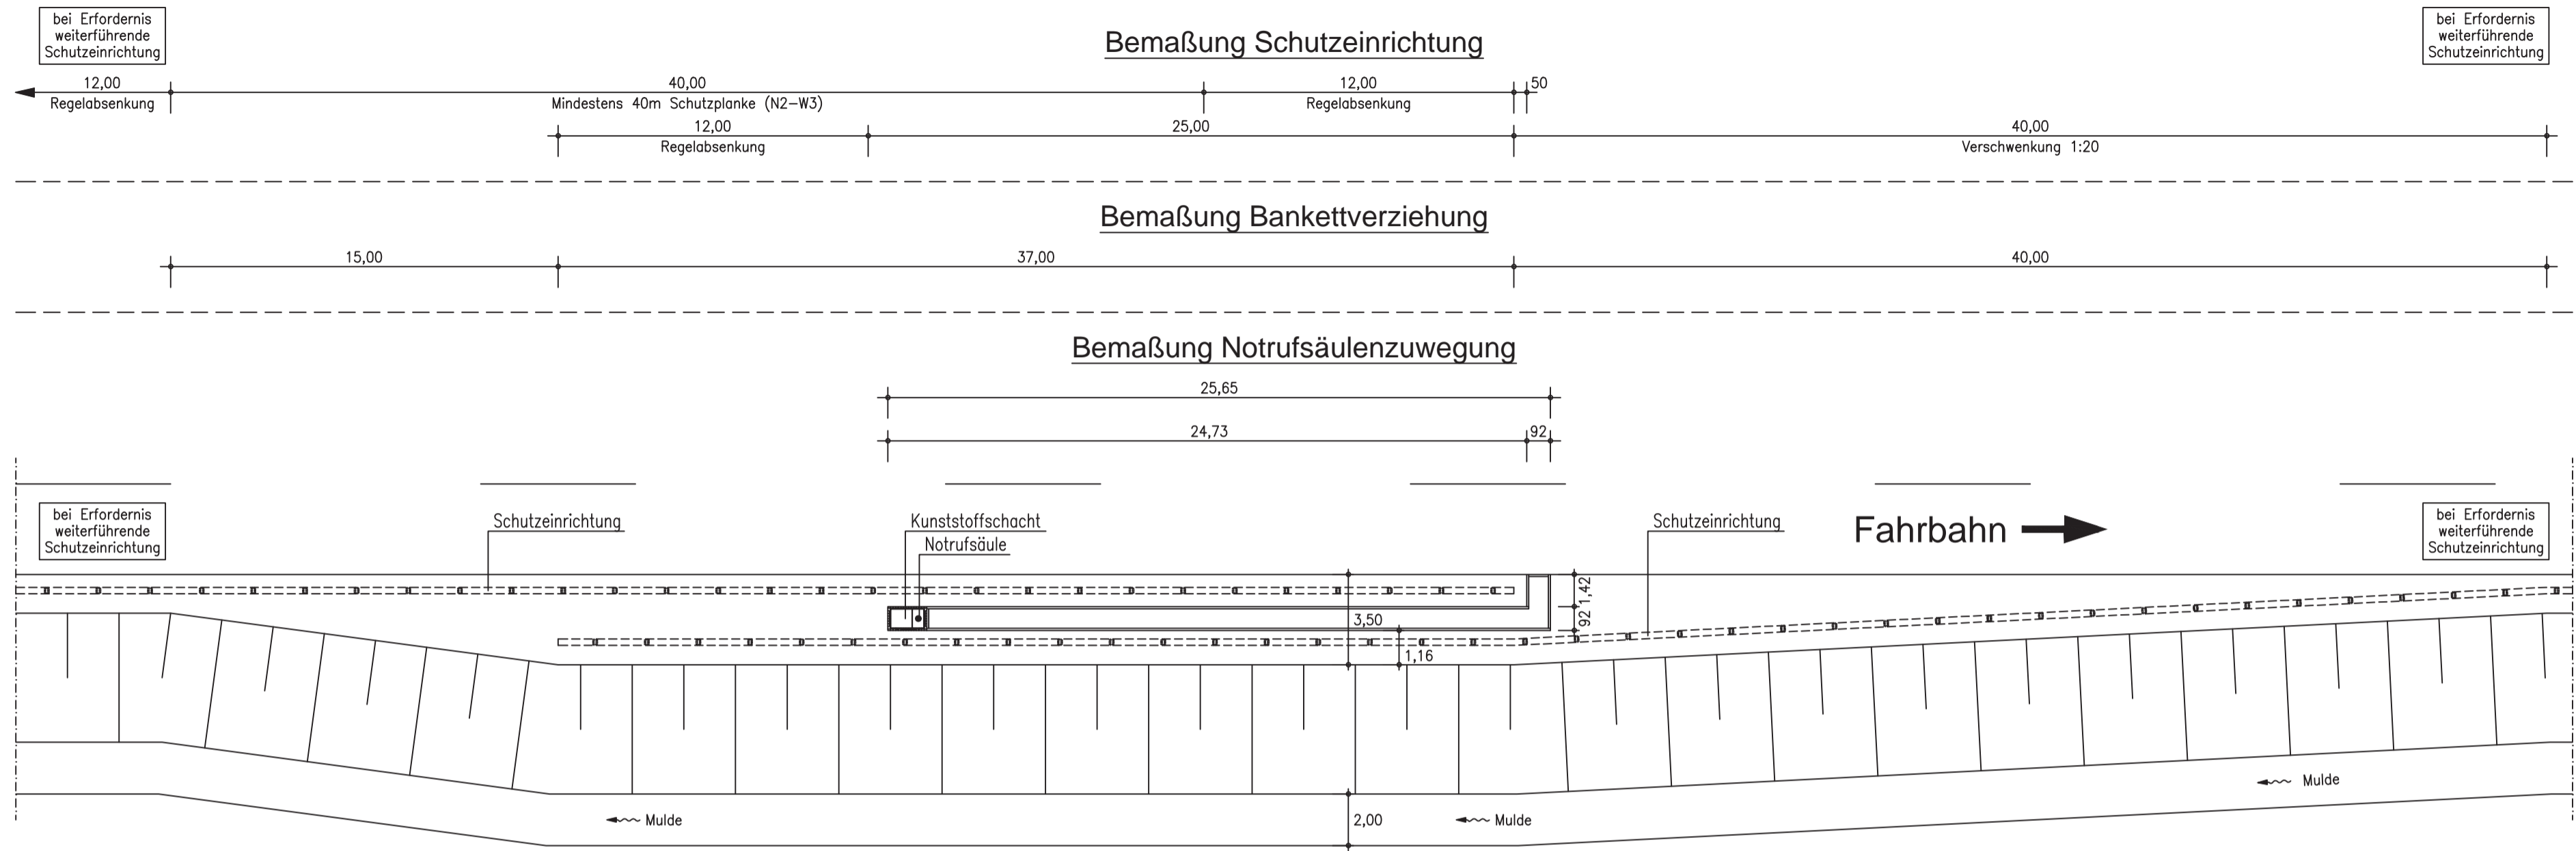 bei Erfordernis
weiterführende
Schutzeinrichtung
bei Erfordernis
weiterführende
Schutzeinrichtung
Bemaßung Schutzeinrichtung
12,00
40,00
12,00
50
Regelabsenkung
Mindestens 40m Schutzplanke (N2-W3)
Regelabsenkung
12,00
25,00
40,00
Regelabsenkung
Verschwenkung 1:20
Bemaßung Bankettverziehung
15,00
37,00
40,00
Bemaßung Notrufsäulenzuwegung
25,65
24,73
92
bei Erfordernis
weiterführende
Schutzeinrichtung
Schutzeinrichtung
Kunststoffschacht
Notrufsäule
Schutzeinrichtung
Fahrbahn
bei Erfordernis
weiterführende
Schutzeinrichtung
1,42
92
3,50
1,16
Mulde
Mulde
Mulde
2,00